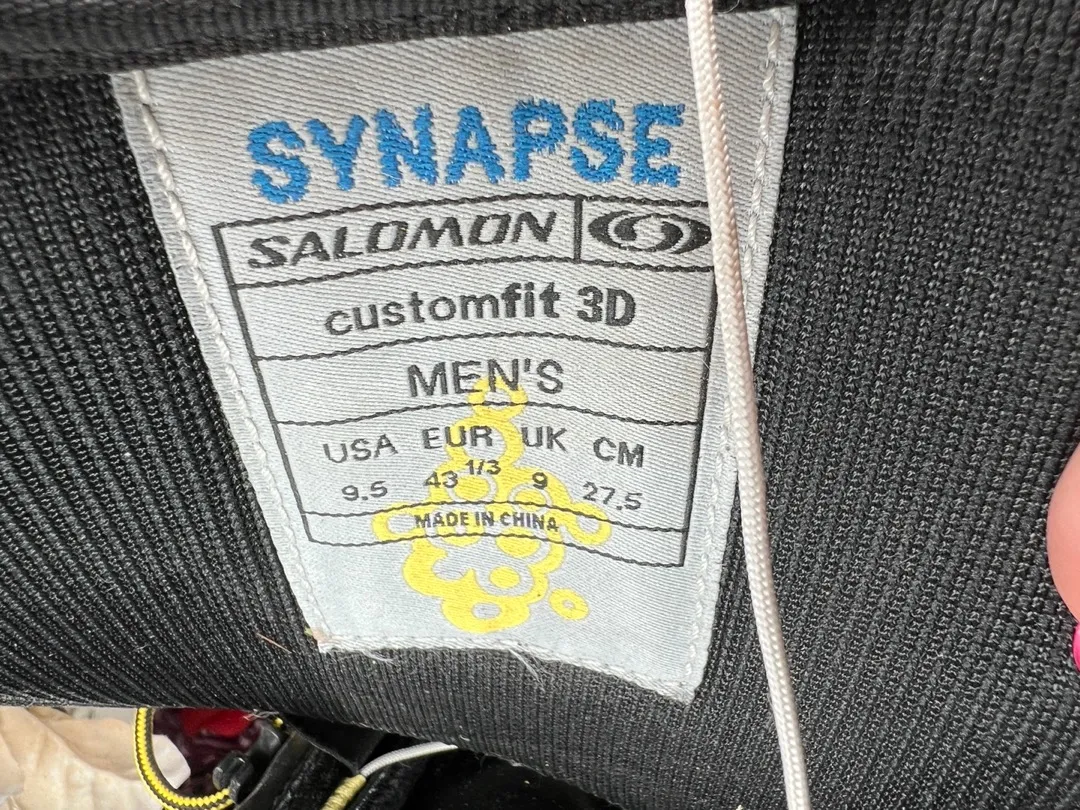 SYNAPSE
SALOMON
customfit 3D
MEN'S
USA EUR UK CM
9.5 43 1/3 9 27.5
MADE IN CHINA